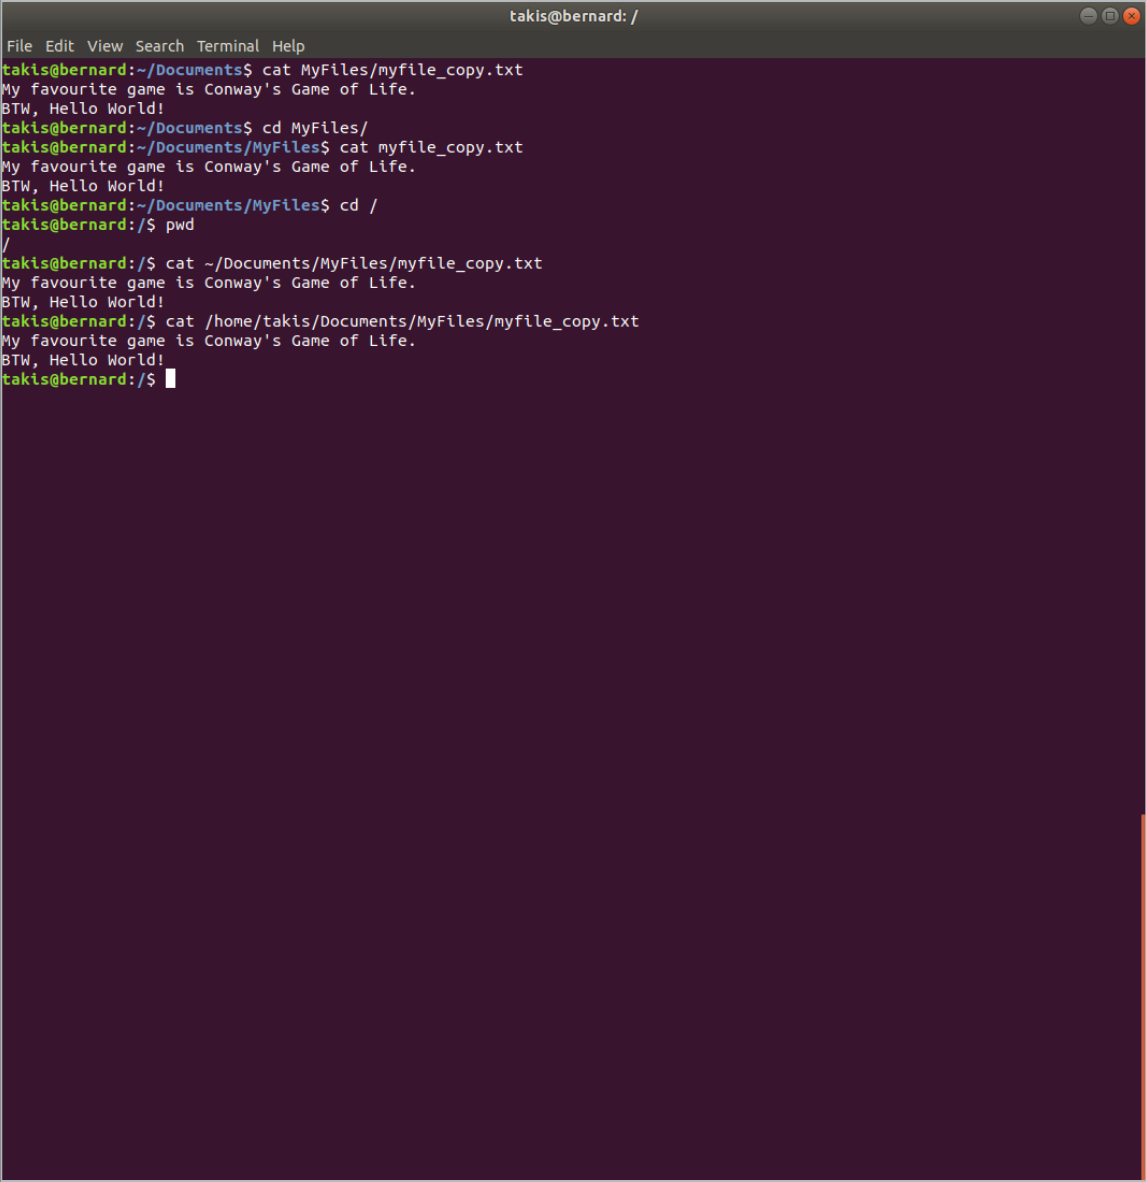 takis@bernard: /
File Edit View Search Terminal Help
takis@bernard:~/Documents$ cat MyFiles/myfile_copy.txt
My favourite game is Conway's Game of Life.
BTW, Hello World!
takis@bernard:~/Documents$ cd MyFiles/
takis@bernard:~/Documents/MyFiles$ cat myfile_copy.txt
My favourite game is Conway's Game of Life.
BTW, Hello World!
takis@bernard:~/Documents/MyFiles$ cd /
takis@bernard:/$ pwd
/
takis@bernard:/$ cat ~/Documents/MyFiles/myfile_copy.txt
My favourite game is Conway's Game of Life.
BTW, Hello World!
takis@bernard:/$ cat /home/takis/Documents/MyFiles/myfile_copy.txt
My favourite game is Conway's Game of Life.
BTW, Hello World!
takis@bernard:/$